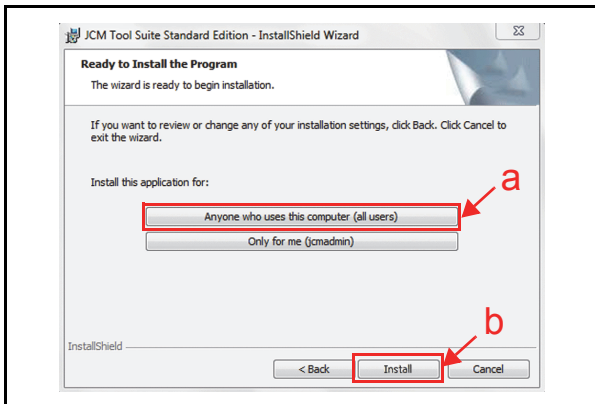 JCM Tool Suite Standard Edition - InstallShield Wizard
Ready to Install the Program
The wizard is ready to begin installation.
If you want to review or change any of your installation settings, click Back. Click Cancel to
exit the wizard.
Install this application for:
a
Anyone who uses this computer (all users)
Only for me (jcmadmin)
b
InstallShield
< Back
Install
Cancel